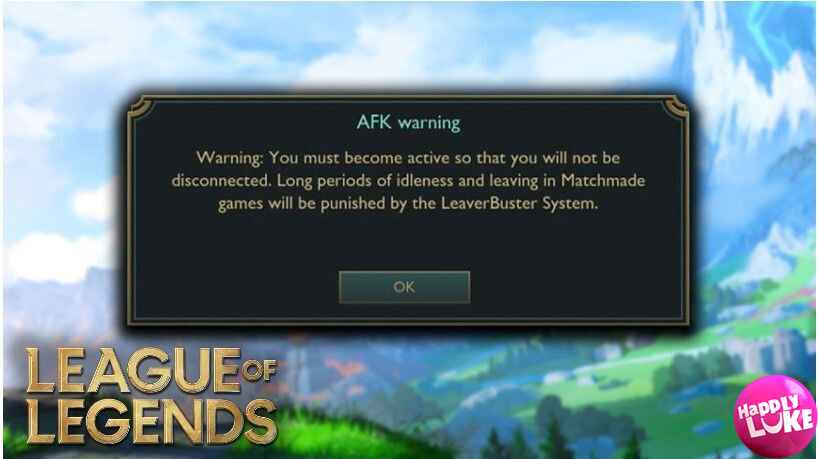 AFK warning
Warning: You must become active so that you will not be
disconnected. Long periods of idleness and leaving in Matchmade
games will be punished by the LeaverBuster System.
OK
LEAGUE OF
LEGENDS
HAPPLY
LUKE